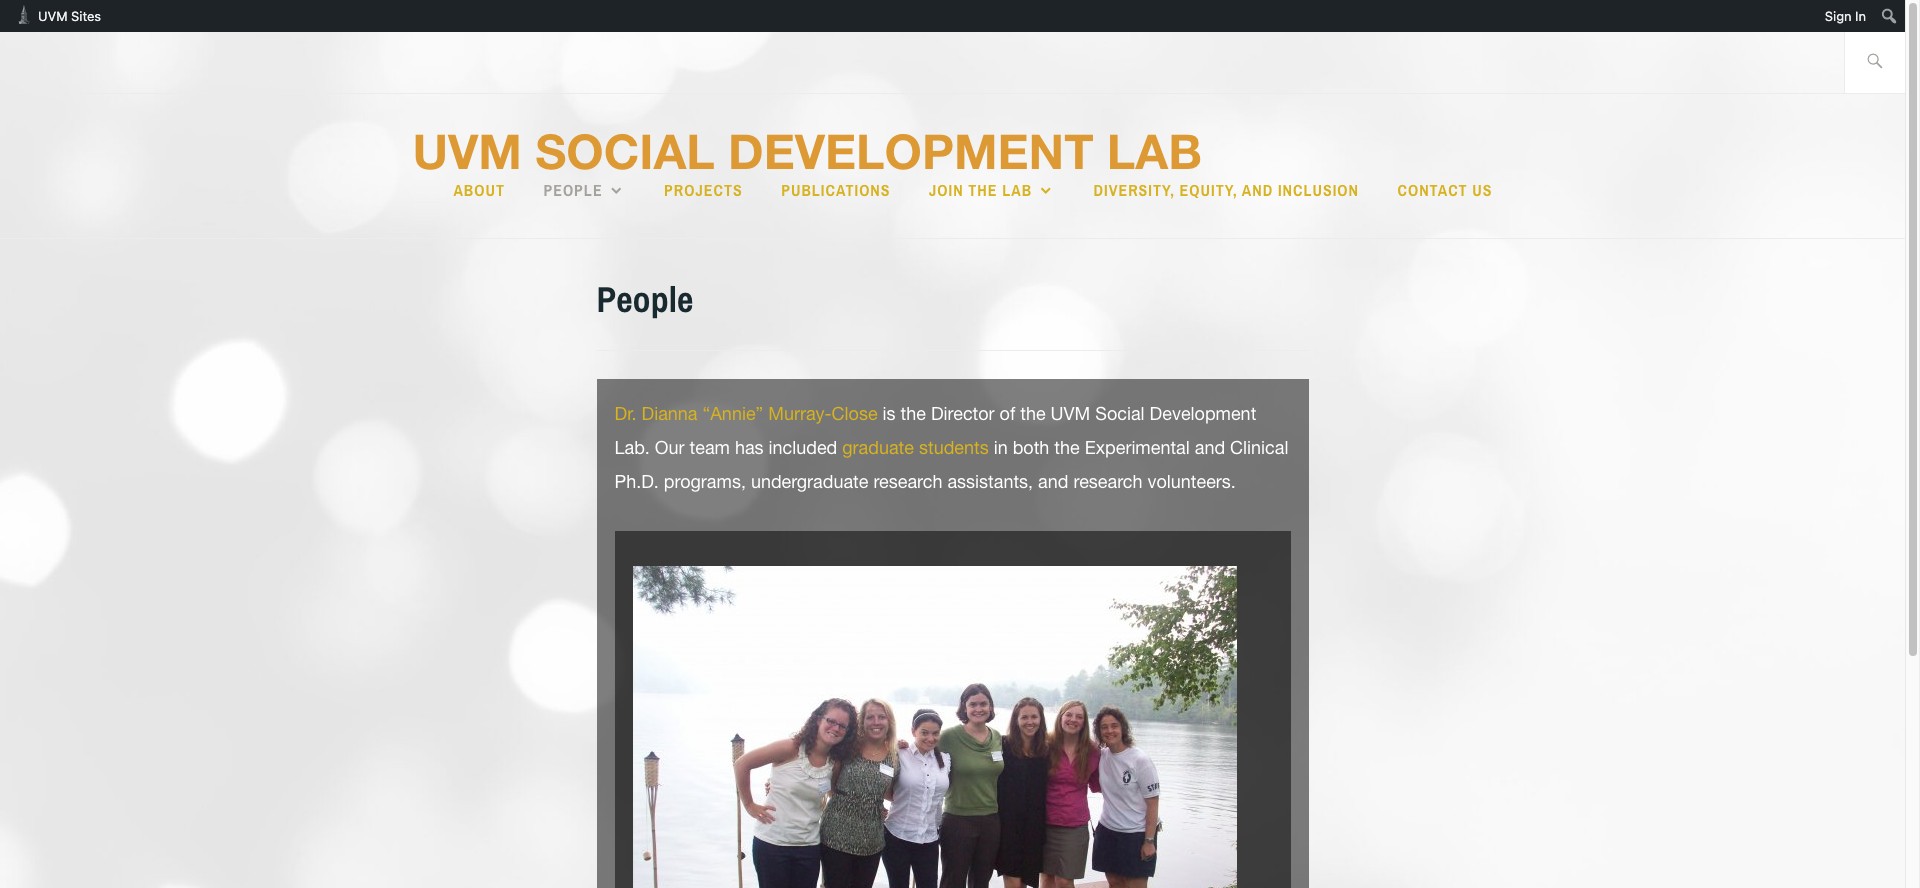 UVM Sites
Sign In
UVM SOCIAL DEVELOPMENT LAB
ABOUT PEOPLE PROJECTS PUBLICATIONS JOIN THE LAB DIVERSITY, EQUITY, AND INCLUSION CONTACT US
People
Dr. Dianna “Annie” Murray-Close is the Director of the UVM Social Development
Lab. Our team has included graduate students in both the Experimental and Clinical
Ph.D. programs, undergraduate research assistants, and research volunteers.